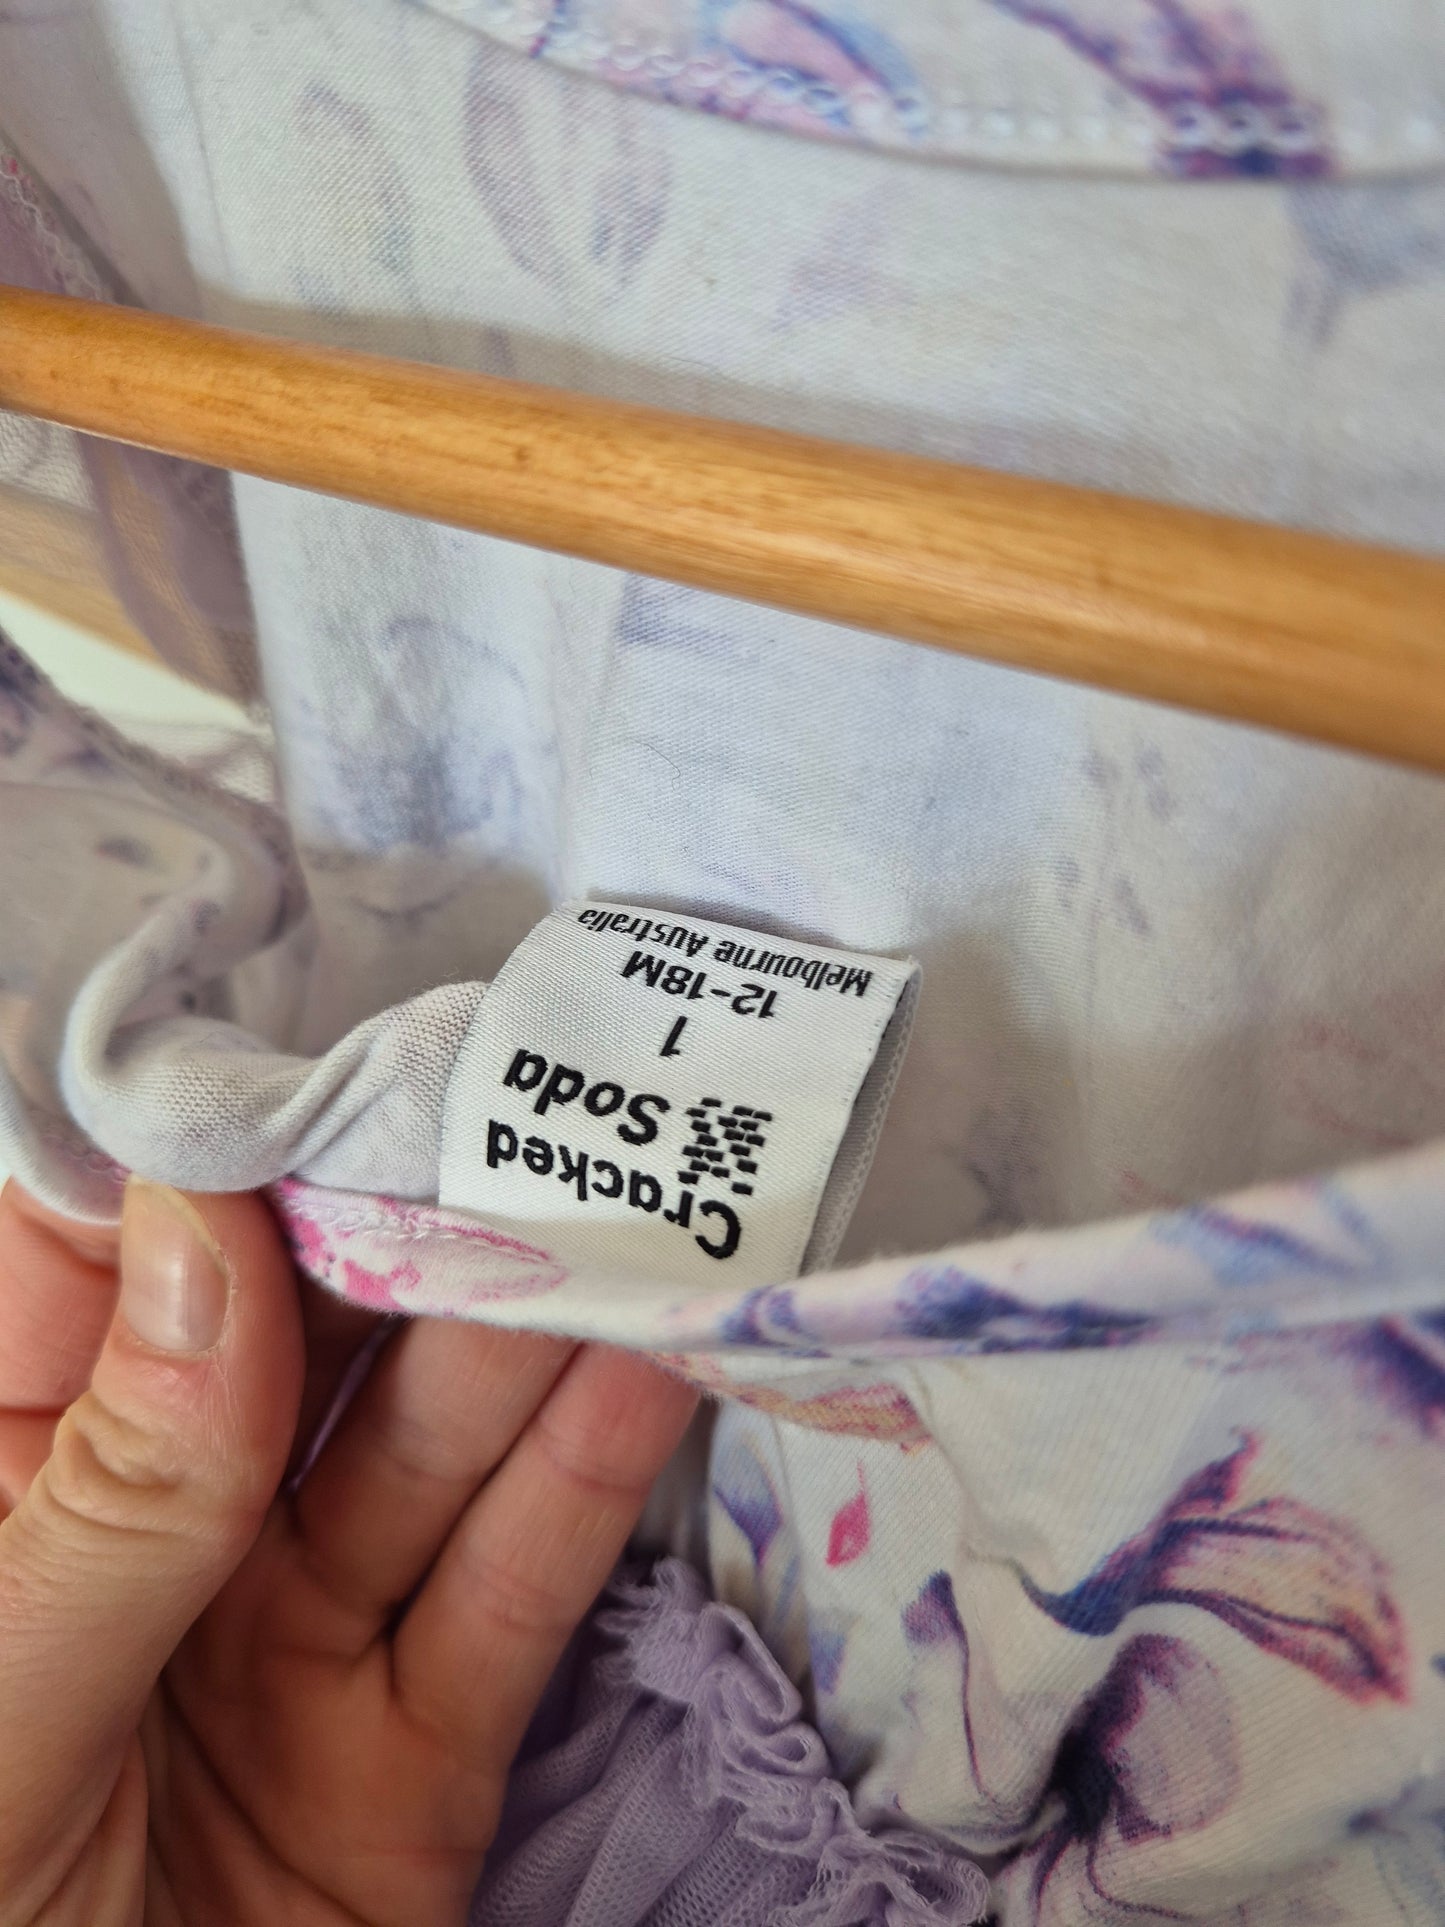 Cracked
Soda
1
12-18M
Melbourne Australia